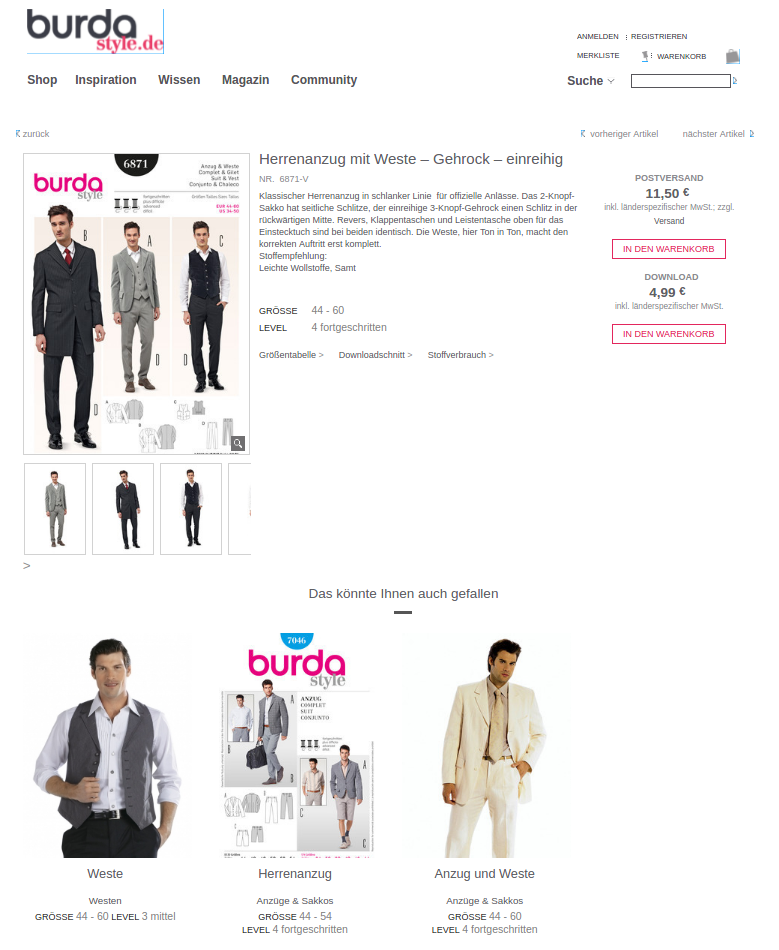 burda
style.de
ANMELDEN
REGISTRIEREN
MERKLISTE
WARENKORB
Shop Inspiration Wissen Magazin Community
Suche
zurück
vorheriger Artikel nächster Artikel
6871
Anzug & Weste
Complet & Gilet
Suit & Vest
Conjunto & Chaleco
burda
style
B
A
C
D
D
D
A
B
C
D
Herrenanzug mit Weste – Gehrock – einreihig
NR. 6871-V
Klassischer Herrenanzug in schlanker Linie für offizielle Anlässe. Das 2-Knopf-
Sakko hat seitliche Schlitze, der einreihige 3-Knopf-Gehrock einen Schlitz in der
rückwärtigen Mitte. Revers, Klappentaschen und Leistentasche oben für das
Einstecktuch sind bei beiden identisch. Die Weste, hier Ton in Ton, macht den
korrekten Auftritt erst komplett.
Stoffempfehlung:
Leichte Wollstoffe, Samt
GRÖSSE 44 - 60
LEVEL 4 fortgeschritten
Größentabelle > Downloadschnitt > Stoffverbrauch >
POSTVERSAND
11,50 €
inkl. länderspezifischer MwSt.; zzgl.
Versand
IN DEN WARENKORB
DOWNLOAD
4,99 €
inkl. länderspezifischer MwSt.
IN DEN WARENKORB
>
Das könnte Ihnen auch gefallen
7046
burda
style
ANZUG
COMPLET
SUIT
CONJUNTO
A
B
B
A
C
A
B
C
Weste
Westen
GRÖSSE 44 - 60 LEVEL 3 mittel
Herrenanzug
Anzüge & Sakkos
GRÖSSE 44 - 54
LEVEL 4 fortgeschritten
Anzug und Weste
Anzüge & Sakkos
GRÖSSE 44 - 60
LEVEL 4 fortgeschritten